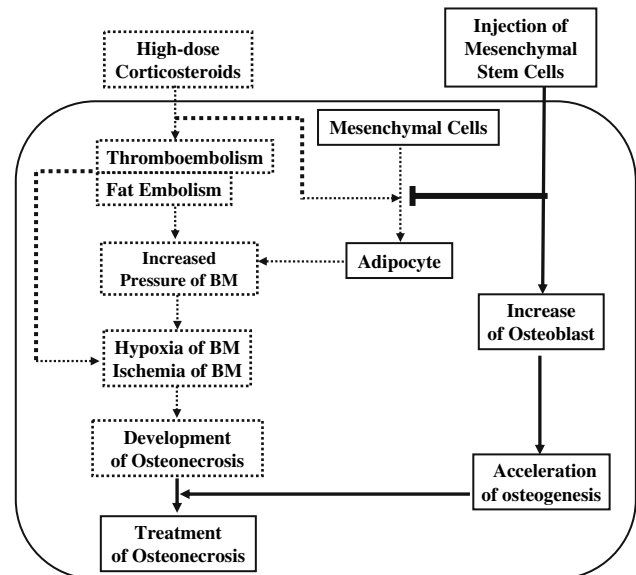 High-dose
Corticosteroids
Injection of
Mesenchymal
Stem Cells
Mesenchymal Cells
Thromboembolism
Fat Embolism
Increased
Pressure of BM
Adipocyte
Increase
of Osteoblast
Hypoxia of BM
Ischemia of BM
Development
of Osteonecrosis
Acceleration
of osteogenesis
Treatment
of Osteonecrosis